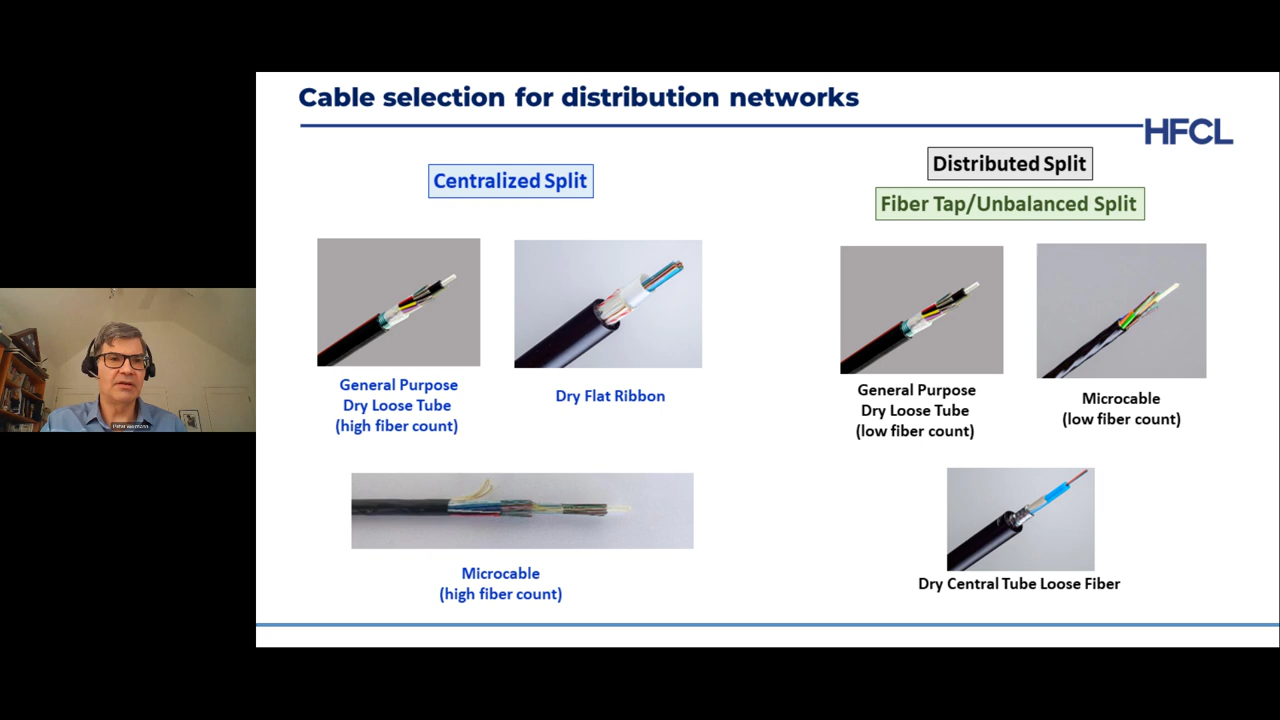 Cable selection for distribution networks
HFCL
Centralized Split
Distributed Split
Fiber Tap/Unbalanced Split
General Purpose
Dry Loose Tube
(high fiber count)
Dry Flat Ribbon
Microcable
(high fiber count)
General Purpose
Dry Loose Tube
(low fiber count)
Microcable
(low fiber count)
Dry Central Tube Loose Fiber
Peter